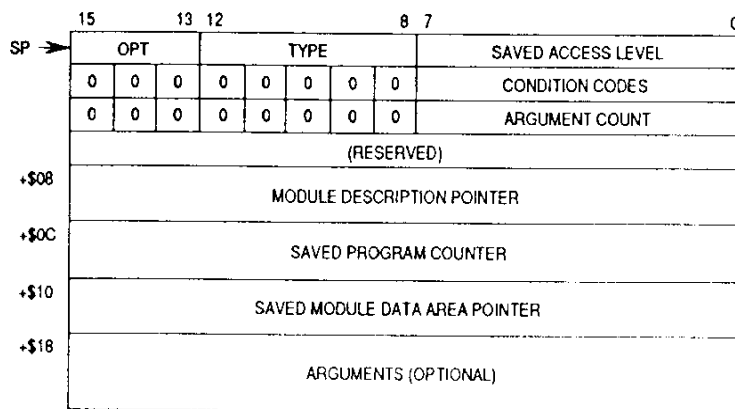 15 13 12 8 7 0
SP OPT TYPE SAVED ACCESS LEVEL
0 0 0 0 0 0 0 0 CONDITION CODES
0 0 0 0 0 0 0 0 ARGUMENT COUNT
(RESERVED)
+$08
MODULE DESCRIPTION POINTER
+$0C
SAVED PROGRAM COUNTER
+$10
SAVED MODULE DATA AREA POINTER
+$18
ARGUMENTS (OPTIONAL)